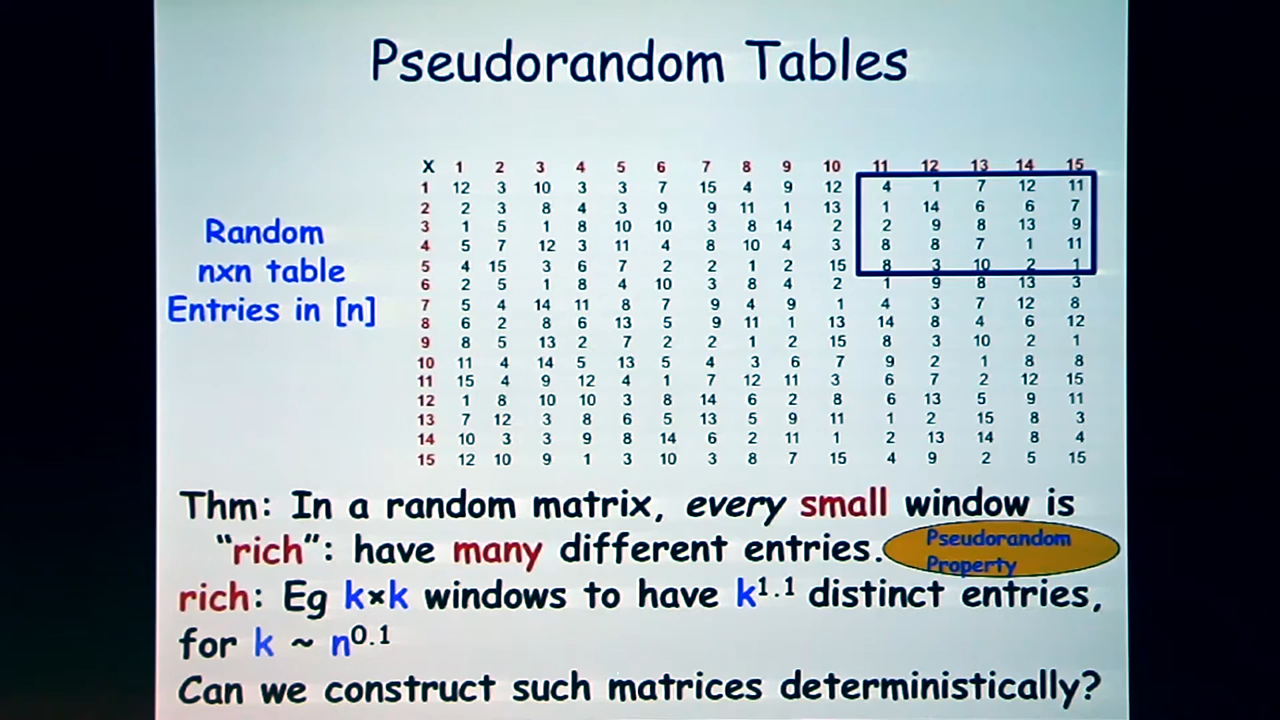 Pseudorandom Tables
X 1 2 3 4 5 6 7 8 9 10 11 12 13 14 15
1 12 3 10 3 3 7 15 4 9 12 4 1 7 12 11
2 2 3 8 4 3 9 9 11 1 13 1 14 6 6 7
3 1 5 1 8 10 10 3 8 14 2 2 9 8 13 9
4 5 7 12 3 11 4 8 10 4 3 8 8 7 1 11
5 4 15 3 6 7 2 2 1 2 15 8 3 10 2 1
6 2 5 1 8 4 10 3 8 4 2 1 9 8 13 3
7 5 4 14 11 8 7 9 4 9 1 4 3 7 12 8
8 6 2 8 6 13 5 9 11 1 13 14 8 4 6 12
9 8 5 13 2 7 2 2 1 2 15 8 3 10 2 1
10 11 4 14 5 13 5 4 3 6 7 9 2 1 8 8
11 15 4 9 12 4 1 7 12 11 3 6 7 2 12 15
12 1 8 10 10 3 8 14 6 2 8 6 13 5 9 11
13 7 12 3 8 6 5 13 5 9 11 1 2 15 8 3
14 10 3 3 9 8 14 6 2 11 1 2 13 14 8 4
15 12 10 9 1 3 10 3 8 7 15 4 9 2 5 15
Random
nxn table
Entries in [n]
Thm: In a random matrix, every small window is
"rich": have many different entries.
Pseudorandom
Property
rich: Eg k×k windows to have k^1.1 distinct entries,
for k ~ n^0.1
Can we construct such matrices deterministically?